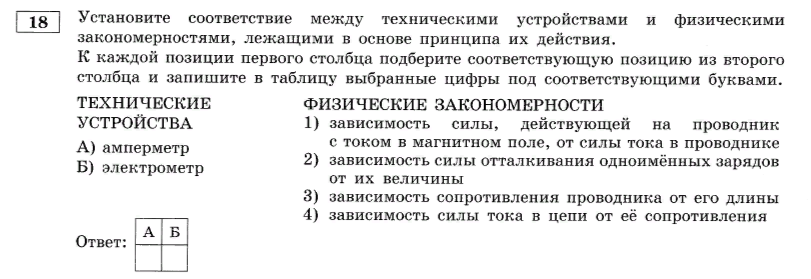 18
Установите соответствие между техническими устройствами и физическими
закономерностями, лежащими в основе принципа их действия.
К каждой позиции первого столбца подберите соответствующую позицию из второго
столбца и запишите в таблицу выбранные цифры под соответствующими буквами.
ТЕХНИЧЕСКИЕ
УСТРОЙСТВА
А) амперметр
Б) электрометр
ФИЗИЧЕСКИЕ ЗАКОНОМЕРНОСТИ
1) зависимость силы, действующей на проводник
с током в магнитном поле, от силы тока в проводнике
2) зависимость силы отталкивания одноимённых зарядов
от их величины
3) зависимость сопротивления проводника от его длины
4) зависимость силы тока в цепи от её сопротивления
Ответ:
А Б